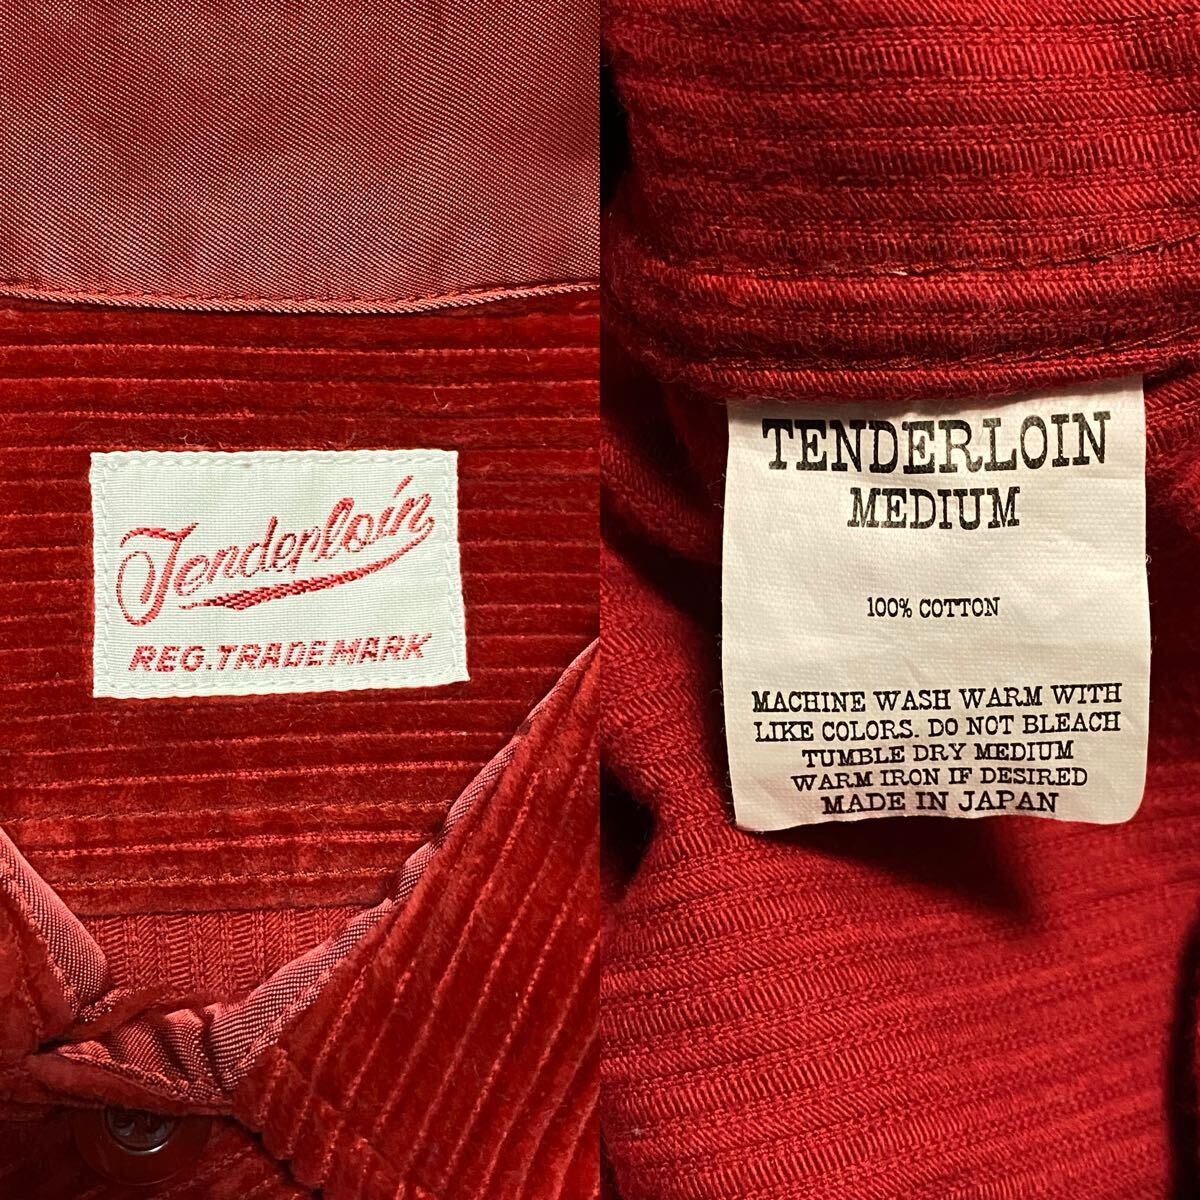 Tenderloin
REG. TRADE MARK
TENDERLOIN
MEDIUM
100% COTTON
MACHINE WASH WARM WITH
LIKE COLORS. DO NOT BLEACH
TUMBLE DRY MEDIUM
WARM IRON IF DESIRED
MADE IN JAPAN